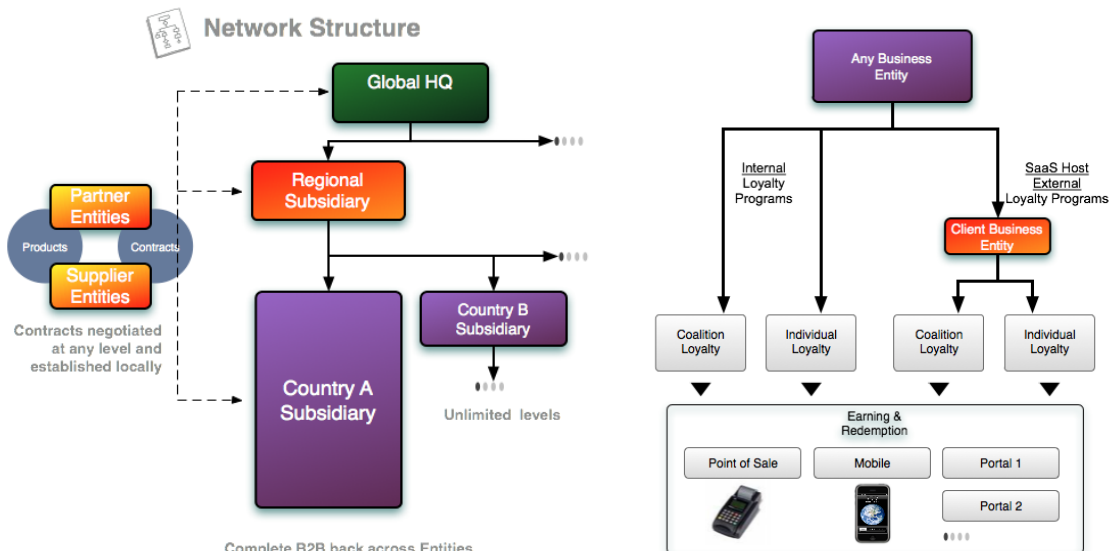 Network Structure
Global HQ
Regional
Subsidiary
Partner
Entities
Products
Contracts
Supplier
Entities
Contracts negotiated
at any level and
established locally
Country A
Subsidiary
Country B
Subsidiary
Unlimited levels
Complete B2B back across Entities
Any Business
Entity
Internal
Loyalty
Programs
SaaS Host
External
Loyalty Programs
Client Business
Entity
Coalition
Loyalty
Individual
Loyalty
Coalition
Loyalty
Individual
Loyalty
Earning &
Redemption
Point of Sale
Mobile
Portal 1
Portal 2